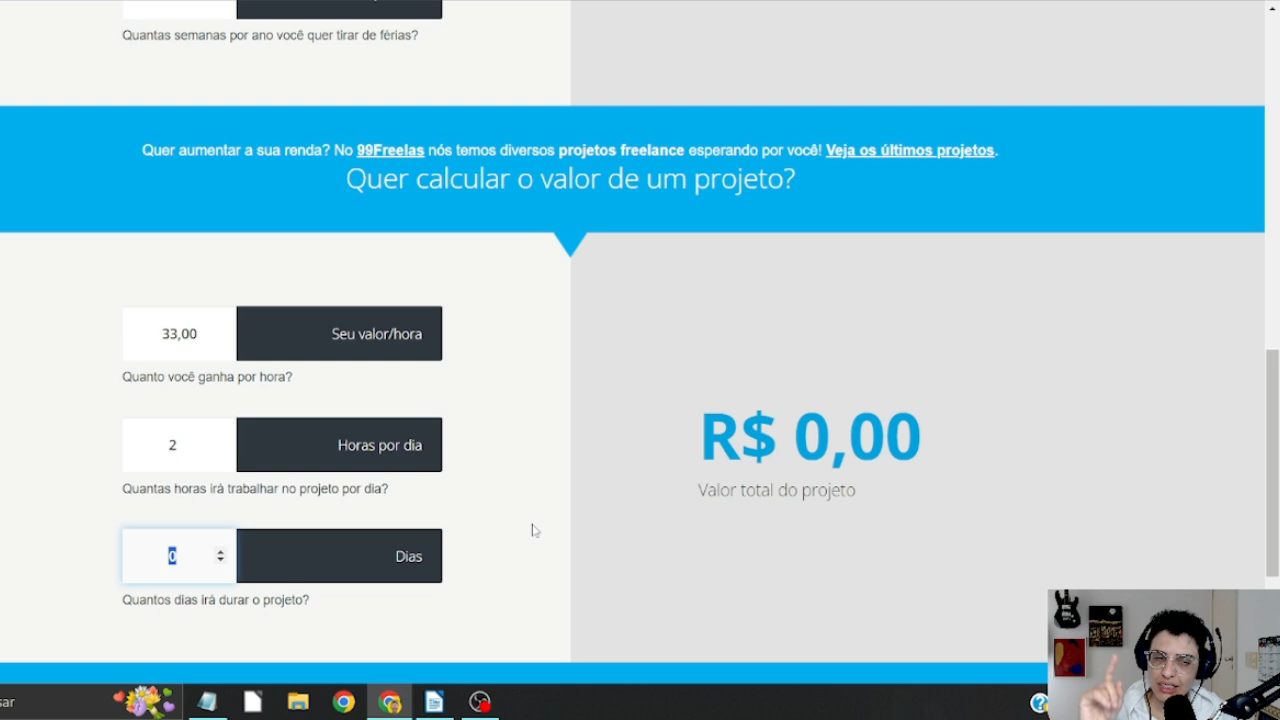 Quantas semanas por ano você quer tirar de férias?
Quer aumentar a sua renda? No 99Freelas nós temos diversos projetos freelance esperando por você! Veja os últimos projetos.
Quer calcular o valor de um projeto?
33,00 Seu valor/hora
Quanto você ganha por hora?
2 Horas por dia
Quantas horas irá trabalhar no projeto por dia?
0 Dias
Quantos dias irá durar o projeto?
R$ 0,00
Valor total do projeto
sar